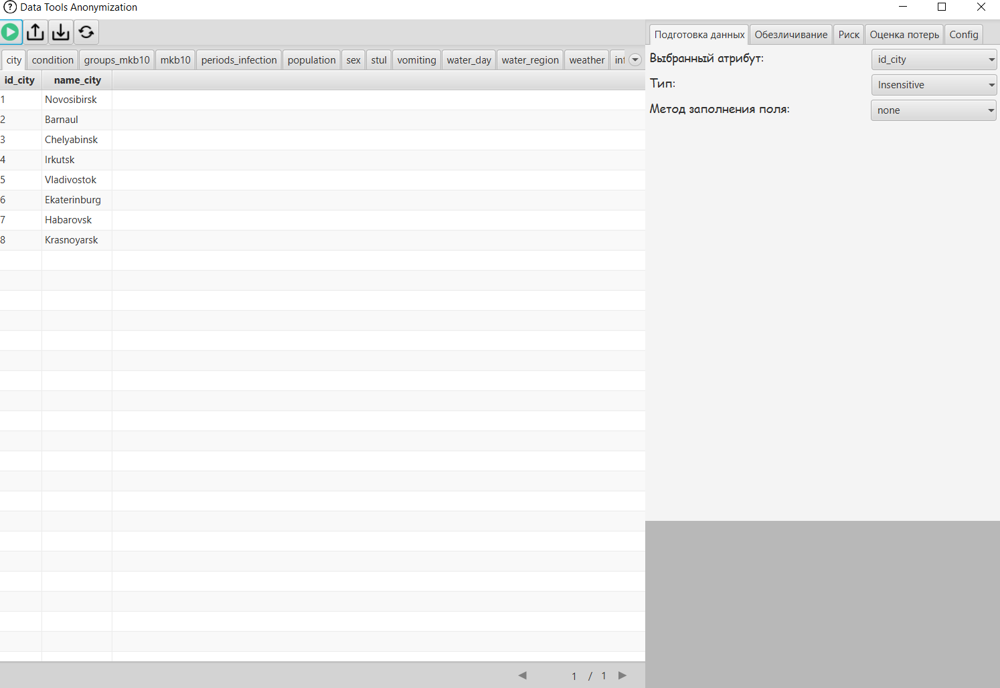 Data Tools Anonymization
city condition groups_mkb10 mkb10 periods_infection population sex stul vomiting water_day water_region weather
id_city name_city
1 Novosibirsk
2 Barnaul
3 Chelyabinsk
4 Irkutsk
5 Vladivostok
6 Ekaterinburg
7 Habarovsk
8 Krasnoyarsk
1 / 1
Подготовка данных Обезличивание Риск Оценка потерь Config
Выбранный атрибут: id_city
Тип: Insensitive
Метод заполнения поля: none